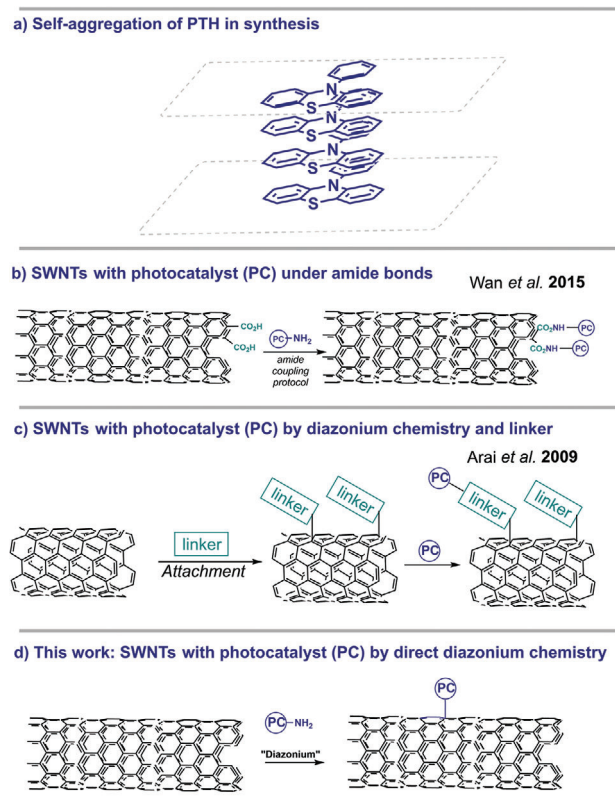 a) Self-aggregation of PTH in synthesis
N
S
N
S
N
S
N
S
b) SWNTs with photocatalyst (PC) under amide bonds
Wan et al. 2015
CO₂H
CO₂H
PC-NH₂
amide
coupling
protocol
CO₂NH-PC
CO₂NH-PC
c) SWNTs with photocatalyst (PC) by diazonium chemistry and linker
Arai et al. 2009
linker
Attachment
linker
linker
PC
PC
linker
linker
d) This work: SWNTs with photocatalyst (PC) by direct diazonium chemistry
PC-NH₂
"Diazonium"
PC